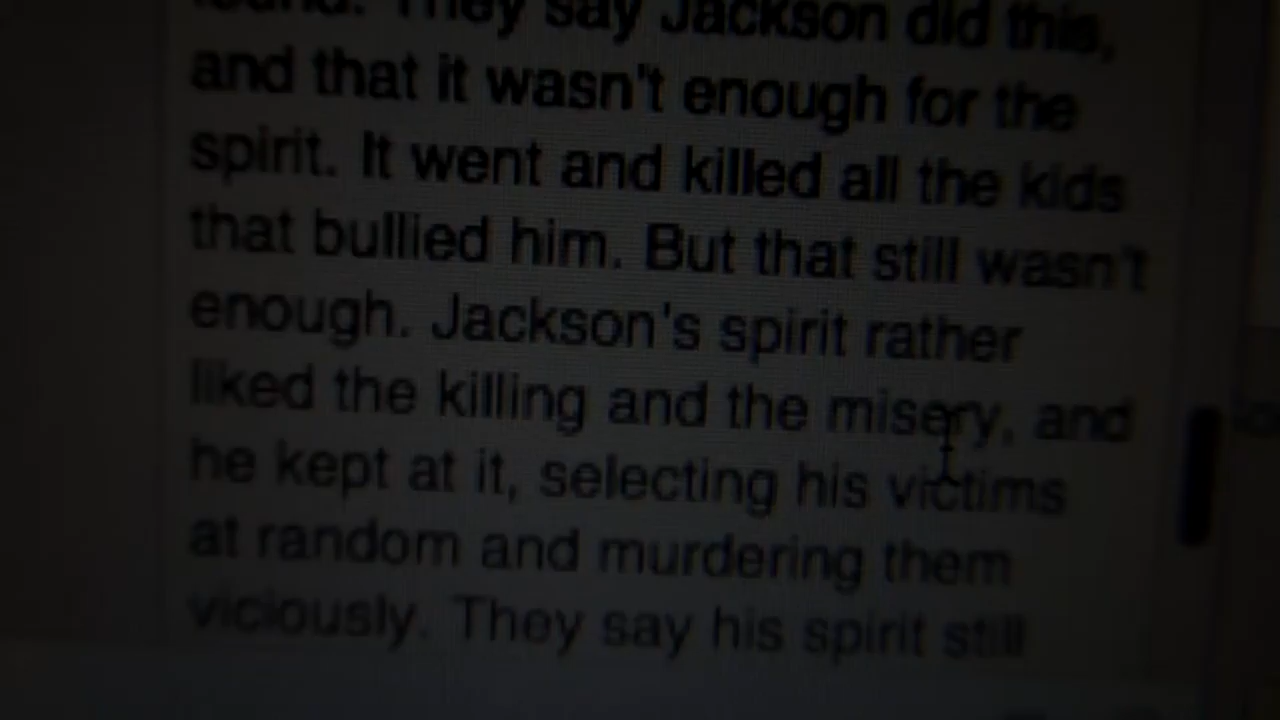 found. They say Jackson did this,
and that it wasn't enough for the
spirit. It went and killed all the kids
that bullied him. But that still wasn't
enough. Jackson's spirit rather
liked the killing and the misery, and
he kept at it, selecting his victims
at random and murdering them
viciously. They say his spirit still